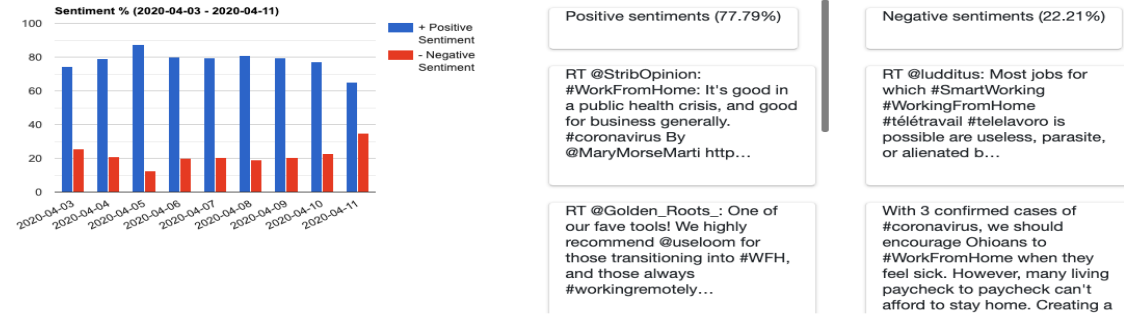 Sentiment % (2020-04-03 - 2020-04-11)
100
80
60
40
20
0
2020-04-03
2020-04-04
2020-04-05
2020-04-06
2020-04-07
2020-04-08
2020-04-09
2020-04-10
2020-04-11
+ Positive
Sentiment
- Negative
Sentiment
Positive sentiments (77.79%)
RT @StribOpinion:
#WorkFromHome: It's good in
a public health crisis, and good
for business generally.
#coronavirus By
@MaryMorseMarti http…
RT @Golden_Roots_: One of
our fave tools! We highly
recommend @useloom for
those transitioning into #WFH,
and those always
#workingremotely…
Negative sentiments (22.21%)
RT @ludditus: Most jobs for
which #SmartWorking
#WorkingFromHome
#télétravail #telelavoro is
possible are useless, parasite,
or alienated b…
With 3 confirmed cases of
#coronavirus, we should
encourage Ohioans to
#WorkFromHome when they
feel sick. However, many living
paycheck to paycheck can't
afford to stay home. Creating a